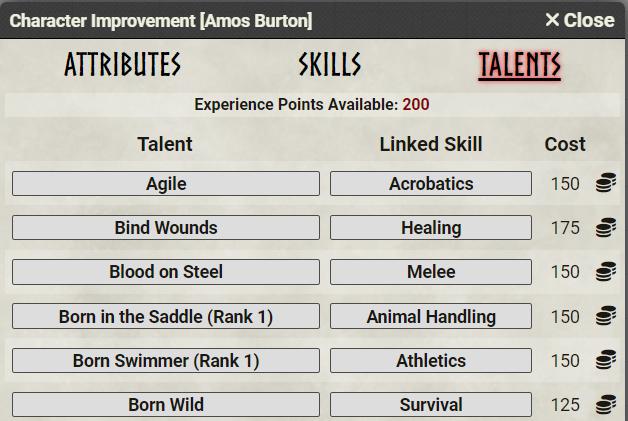 Character Improvement [Amos Burton] ✕ Close
ATTRIBUTES SKILLS TALENTS
Experience Points Available: 200
Talent Linked Skill Cost
Agile Acrobatics 150
Bind Wounds Healing 175
Blood on Steel Melee 150
Born in the Saddle (Rank 1) Animal Handling 150
Born Swimmer (Rank 1) Athletics 150
Born Wild Survival 125